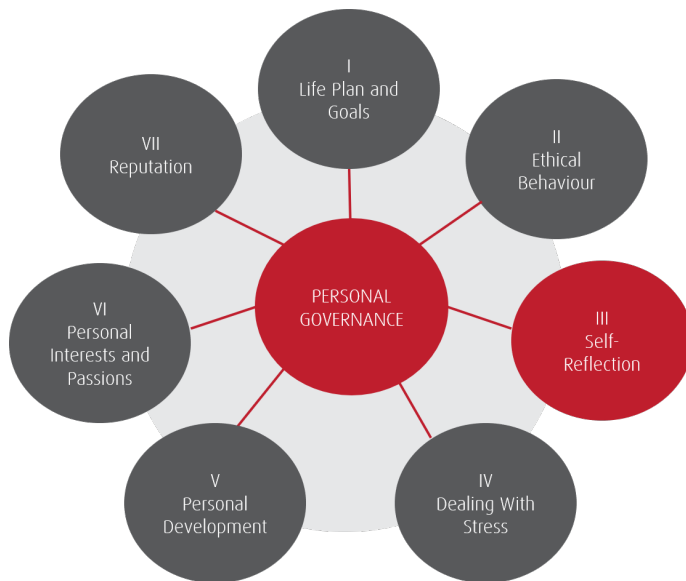 I
Life Plan and
Goals
II
Ethical
Behaviour
III
Self-
Reflection
IV
Dealing With
Stress
V
Personal
Development
VI
Personal
Interests and
Passions
VII
Reputation
PERSONAL
GOVERNANCE